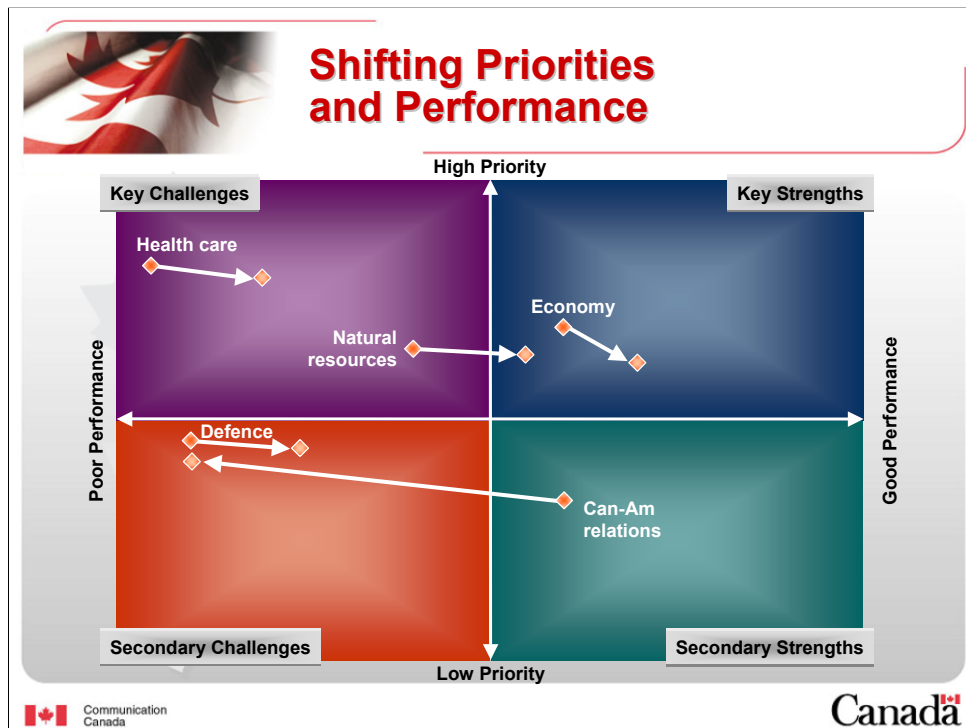 Shifting Priorities
and Performance
High Priority
Key Challenges
Key Strengths
Health care
Economy
Natural
resources
Poor Performance
Good Performance
Defence
Can-Am
relations
Secondary Challenges
Secondary Strengths
Low Priority
Communication
Canada
Canada